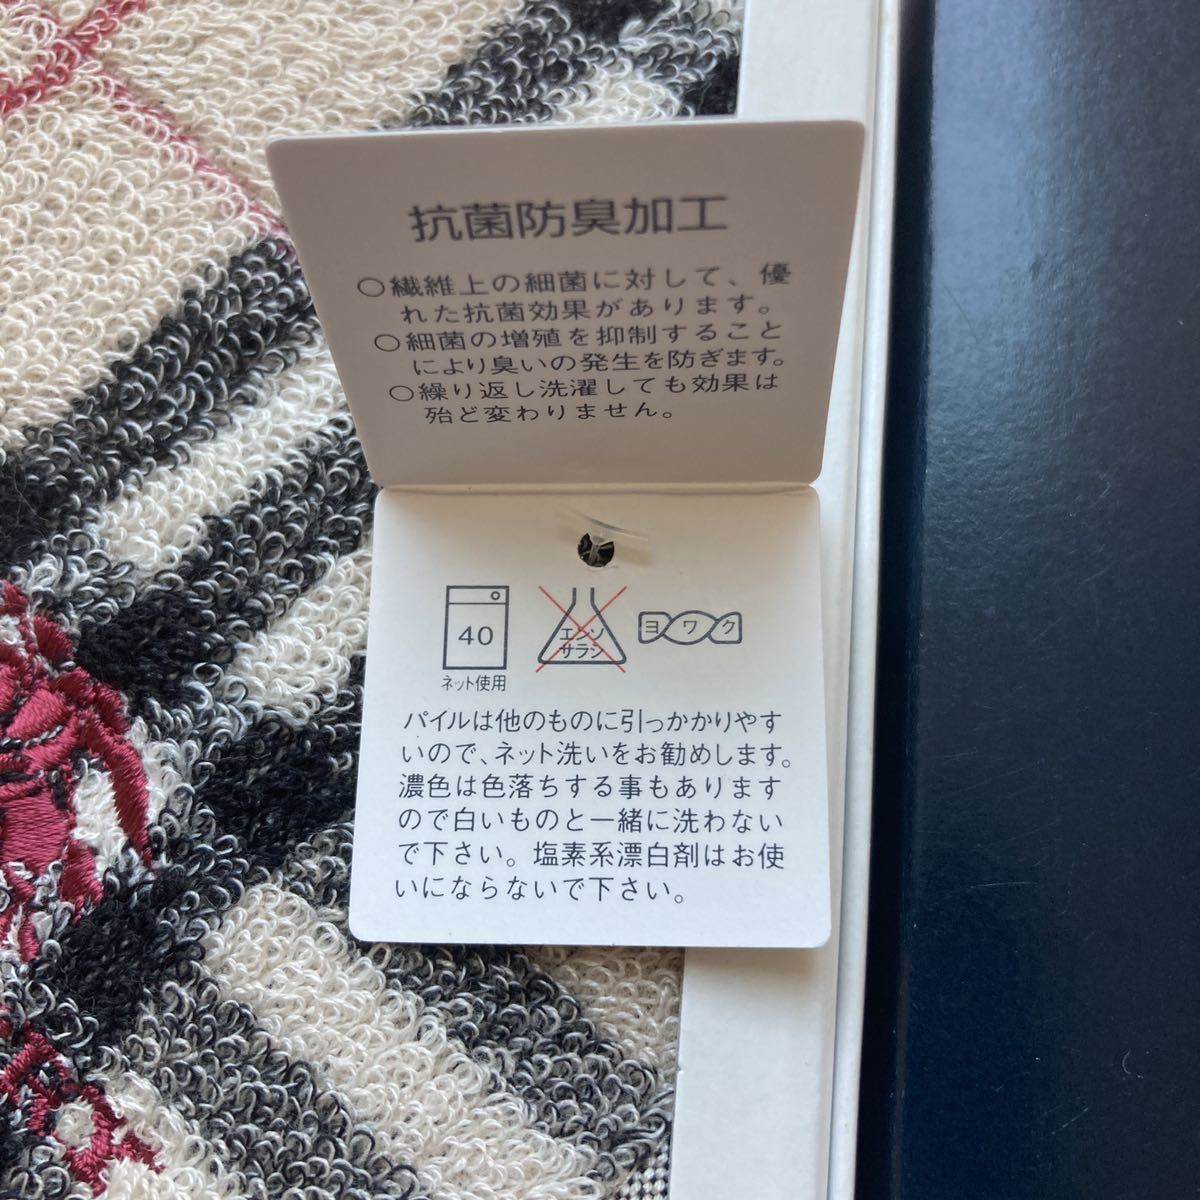 抗菌防臭加工
○繊維上の細菌に対して、優
れた抗菌効果があります。
○細菌の増殖を抑制すること
により臭いの発生を防ぎます。
○繰り返し洗濯しても効果は
殆ど変わりません。
40
エンソ
サラシ
ヨワク
ネット使用
パイルは他のものに引っかかりやす
いので、ネット洗いをお勧めします。
濃色は色落ちする事もあります
ので白いものと一緒に洗わない
で下さい。塩素系漂白剤はお使
いにならないで下さい。